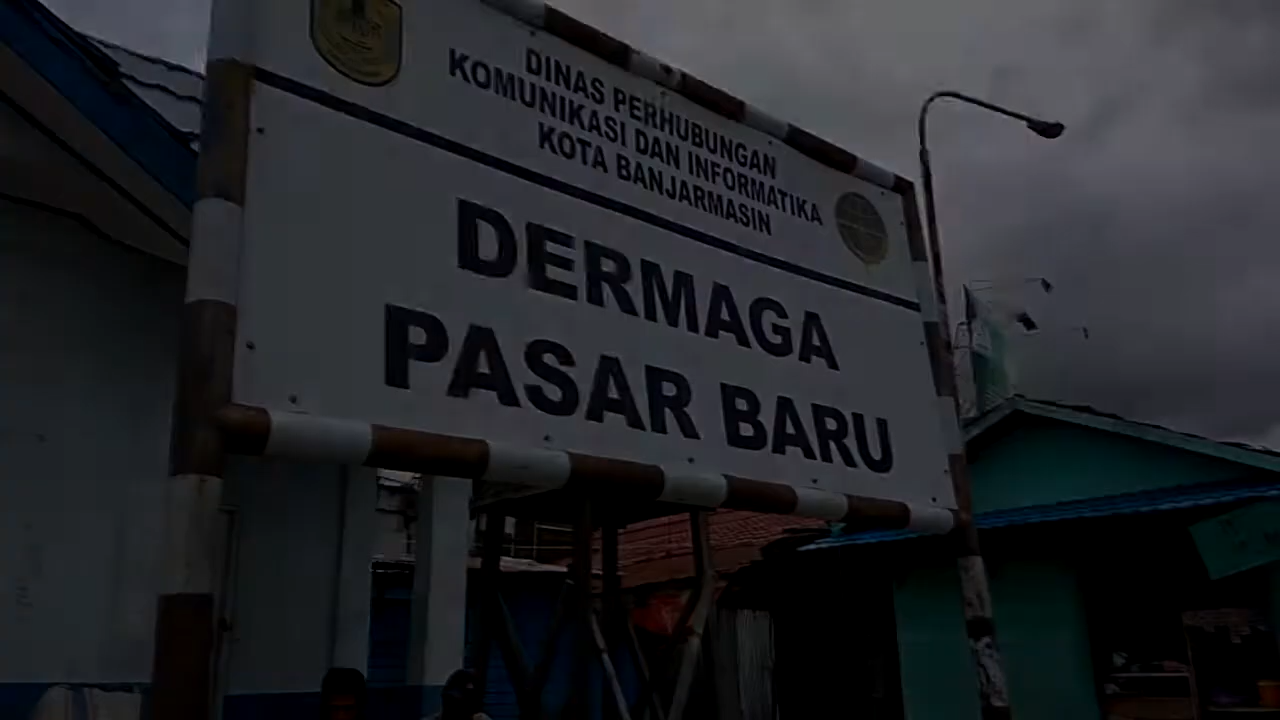 DINAS PERHUBUNGAN
KOMUNIKASI DAN INFORMATIKA
KOTA BANJARMASIN
DERMAGA
PASAR BARU